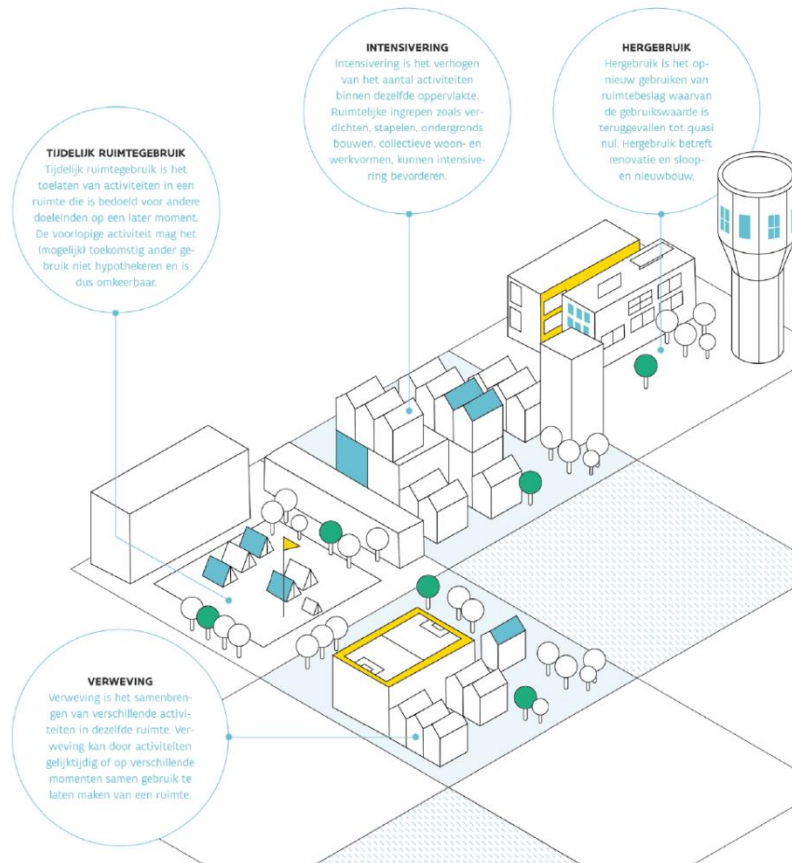 INTENSIVERING
Intensivering is het verhogen
van het aantal activiteiten
binnen dezelfde oppervlakte.
Ruimtelijke ingrepen zoals ver-
dichten, stapelen, ondergronds
bouwen, collectieve woon- en
werkvormen, kunnen intensive-
ring bevorderen.
HERGEBRUIK
Hergebruik is het op-
nieuw gebruiken van
ruimtebeslag waarvan
de gebruikswaarde is
teruggevallen tot quasi
nul. Hergebruik betreft
renovatie en sloop-
en nieuwbouw.
TIJDELIJK RUIMTEGEBRUIK
Tijdelijk ruimtegebruik is het
toelaten van activiteiten in een
ruimte die is bedoeld voor andere
doeleinden op een later moment.
De voorlopige activiteit mag het
(mogelijk) toekomstig ander ge-
bruik niet hypothekeren en is
dus omkeerbaar.
VERWEVING
Verweving is het samenbren-
gen van verschillende activi-
teiten in dezelfde ruimte. Ver-
weving kan door activiteiten
gelijktijdig of op verschillende
momenten samen gebruik te
laten maken van een ruimte.